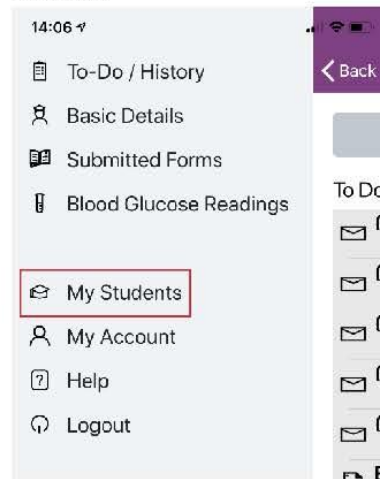 14:06
To-Do / History
Basic Details
Submitted Forms
Blood Glucose Readings
My Students
My Account
? Help
Logout
Back
To Do